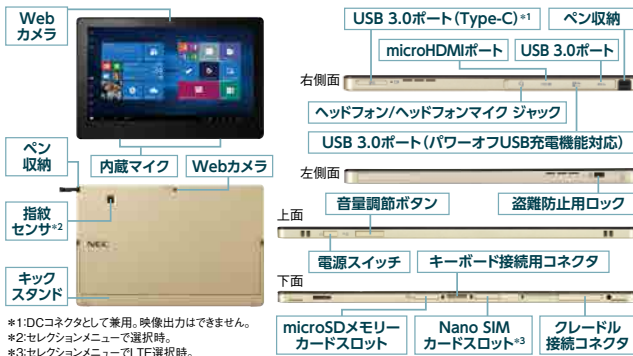 Web
カメラ
ペン
収納
内蔵マイク
Webカメラ
指紋
センサ*2
NEC
キック
スタンド
*1:DCコネクタとして兼用。映像出力はできません。
*2:セレクションメニューで選択時。
*3:セレクションメニューでLTE選択時。
USB 3.0ポート(Type-C)*1
ペン収納
microHDMIポート
USB 3.0ポート
右側面
ヘッドフォン/ヘッドフォンマイク ジャック
USB 3.0ポート(パワーオフUSB充電機能対応)
左側面
音量調節ボタン
盗難防止用ロック
上面
電源スイッチ
キーボード接続用コネクタ
下面
microSDメモリー
カードスロット
Nano SIM
カードスロット*3
クレードル
接続コネクタ